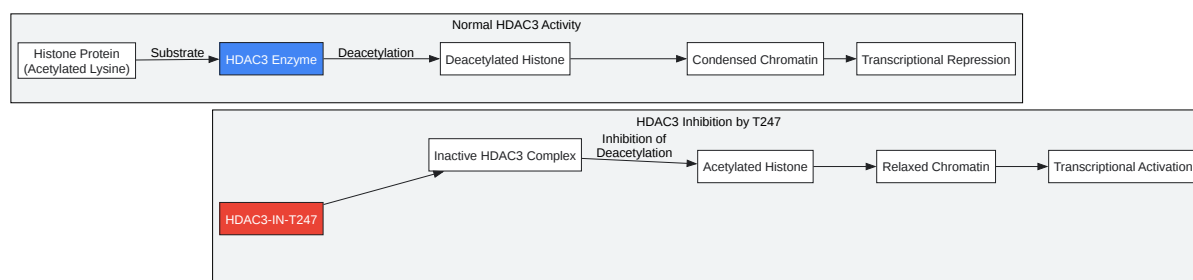 Normal HDAC3 Activity
Histone Protein
(Acetylated Lysine)
Substrate
HDAC3 Enzyme
Deacetylation
Deacetylated Histone
Condensed Chromatin
Transcriptional Repression
HDAC3 Inhibition by T247
HDAC3-IN-T247
Inactive HDAC3 Complex
Inhibition of
Deacetylation
Acetylated Histone
Relaxed Chromatin
Transcriptional Activation